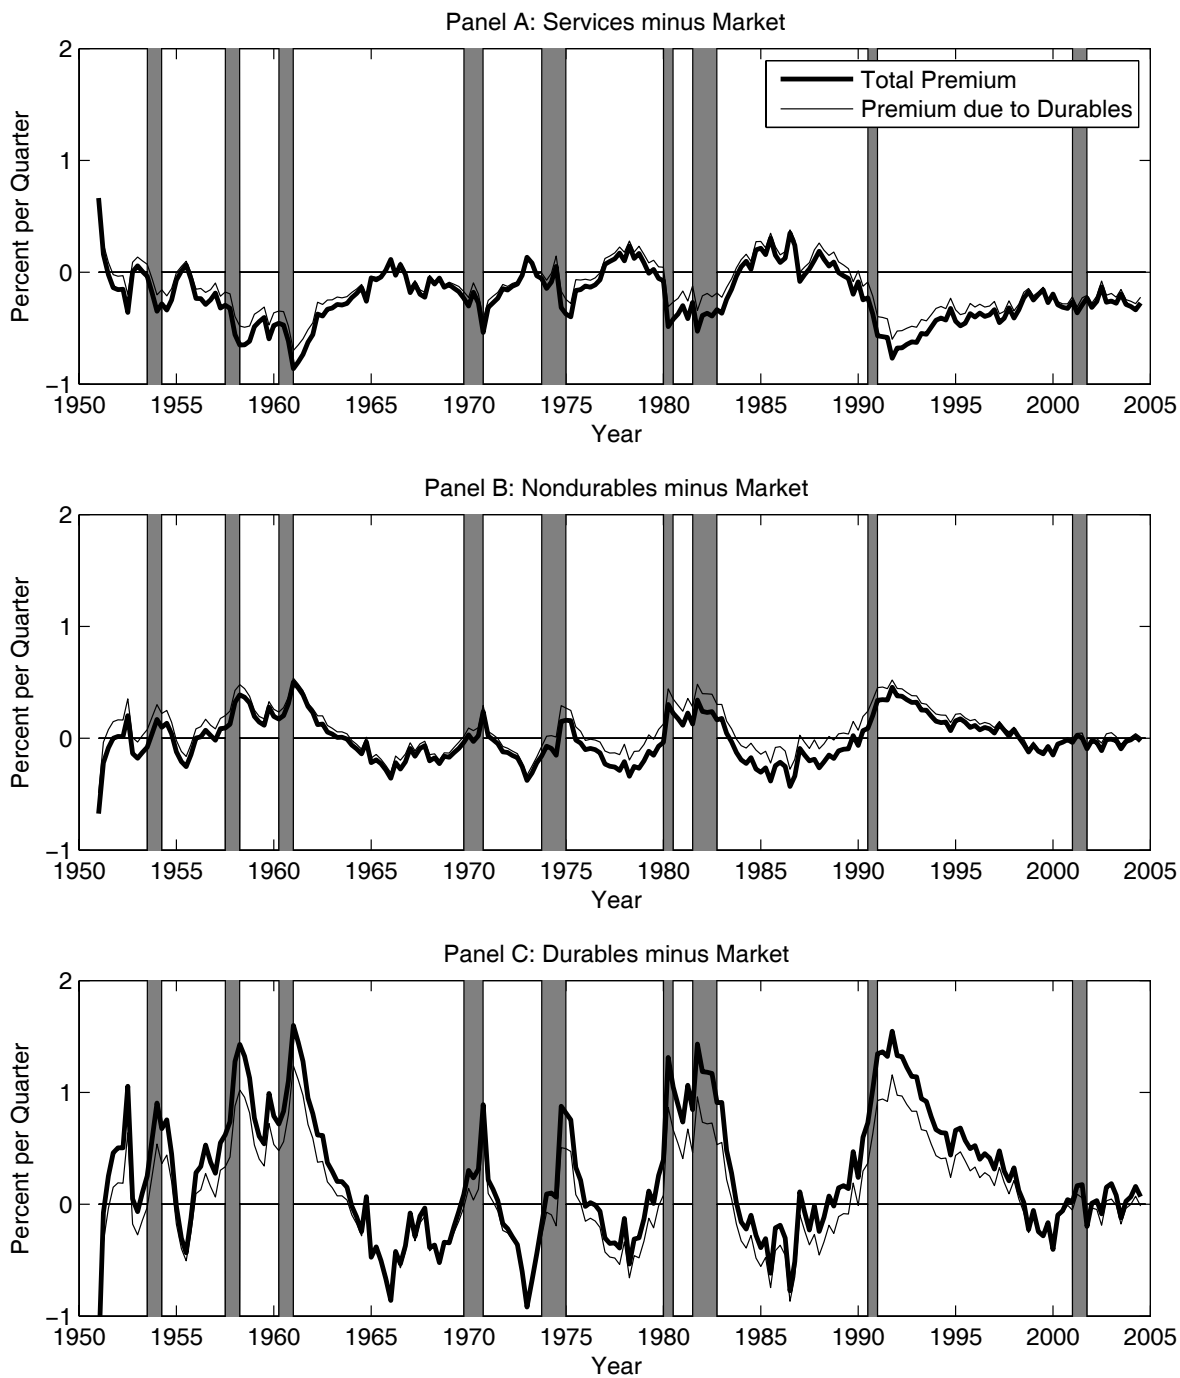 Panel A: Services minus Market
2
Total Premium
Premium due to Durables
1
0
−1
Percent per Quarter
1950 1955 1960 1965 1970 1975 1980 1985 1990 1995 2000 2005
Year
Panel B: Nondurables minus Market
2
1
0
−1
Percent per Quarter
1950 1955 1960 1965 1970 1975 1980 1985 1990 1995 2000 2005
Year
Panel C: Durables minus Market
2
1
0
−1
Percent per Quarter
1950 1955 1960 1965 1970 1975 1980 1985 1990 1995 2000 2005
Year